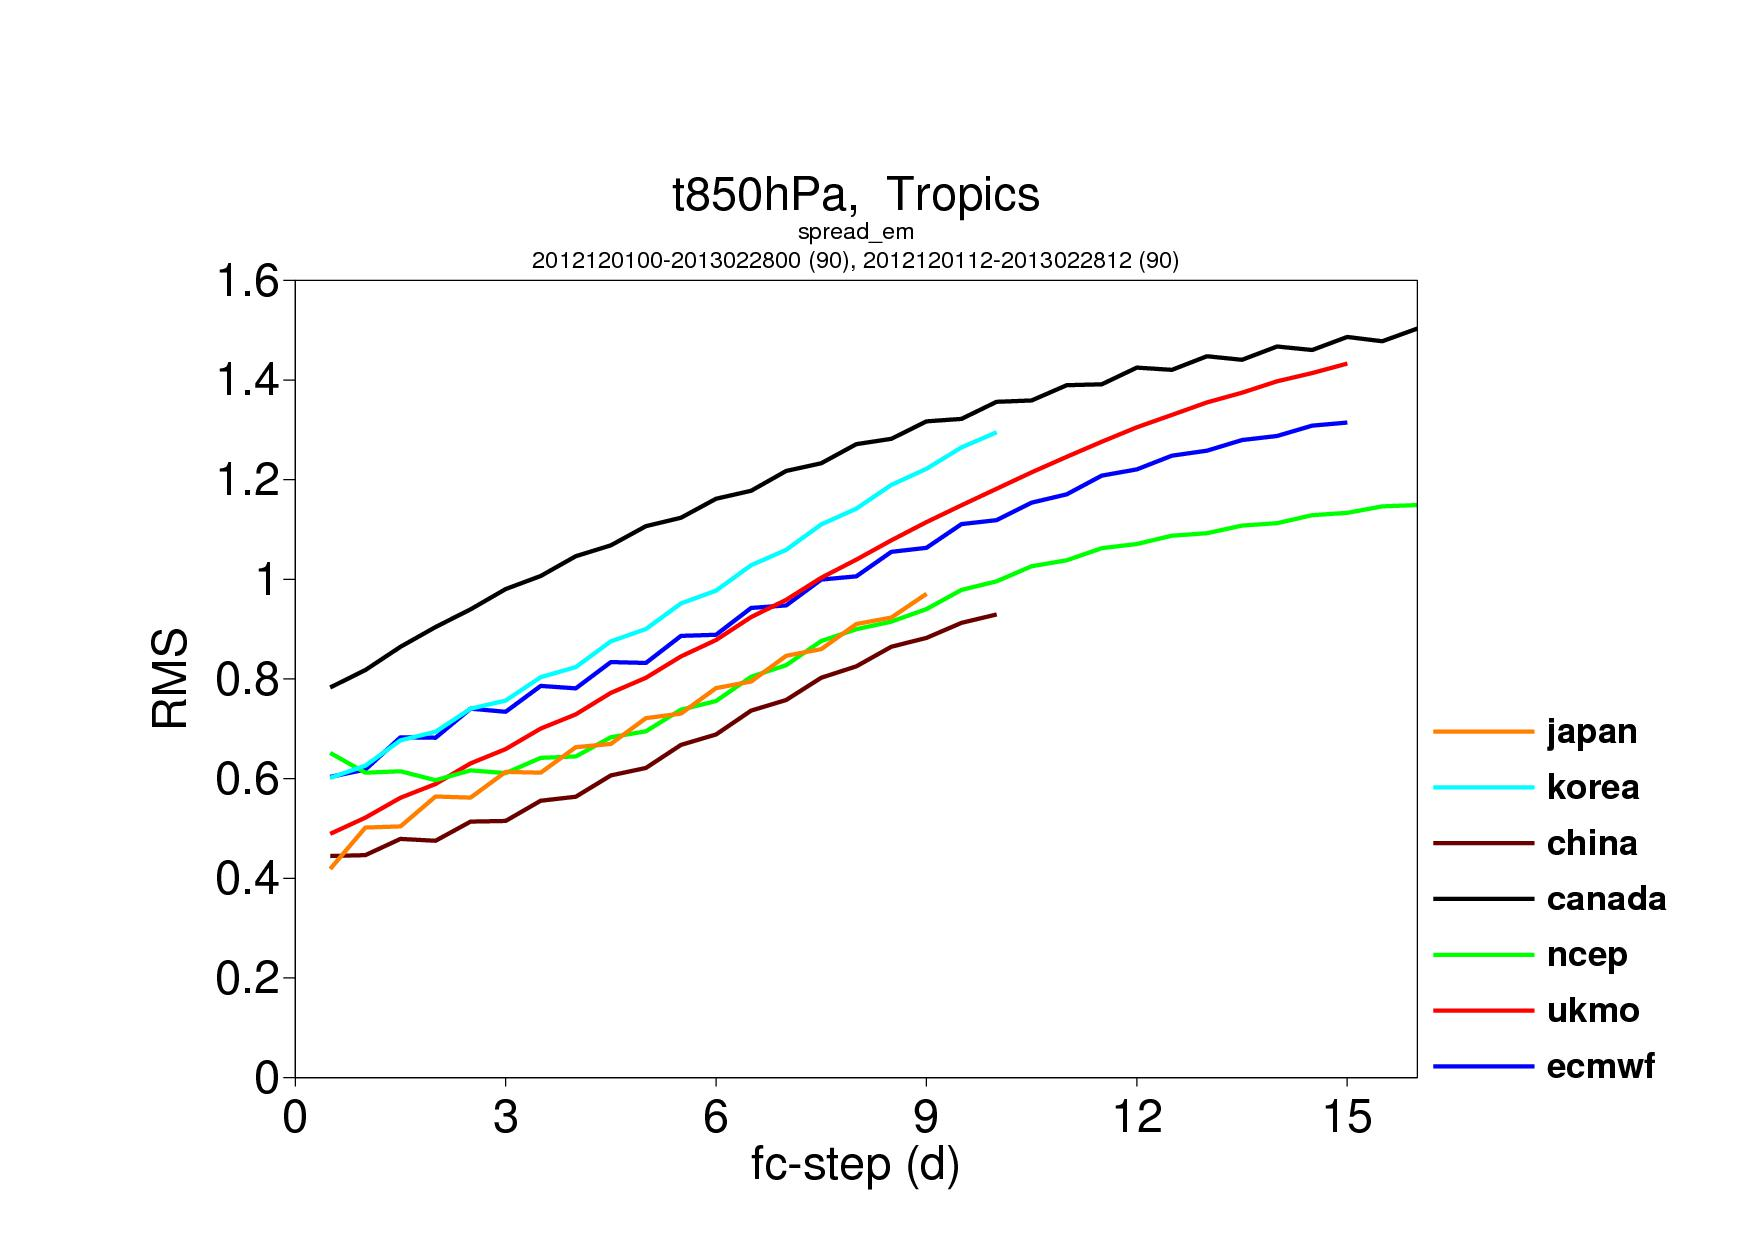 t850hPa, Tropics
spread_em
2012120100-2013022800 (90), 2012120112-2013022812 (90)
1.6
1.4
1.2
1
0.8
0.6
0.4
0.2
0
RMS
0 3 6 9 12 15
fc-step (d)
japan
korea
china
canada
ncep
ukmo
ecmwf